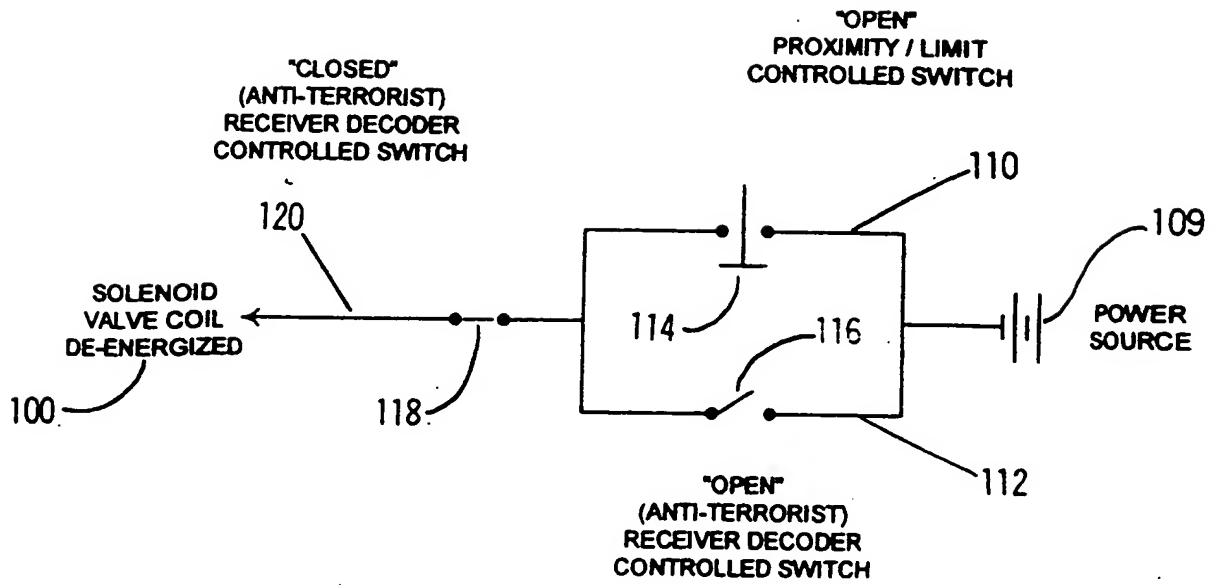 "OPEN"
PROXIMITY / LIMIT
CONTROLLED SWITCH
"CLOSED"
(ANTI-TERRORIST)
RECEIVER DECODER
CONTROLLED SWITCH
110
120
109
SOLENOID
VALVE COIL
DE-ENERGIZED
114
116
POWER
SOURCE
100
118
112
"OPEN"
(ANTI-TERRORIST)
RECEIVER DECODER
CONTROLLED SWITCH